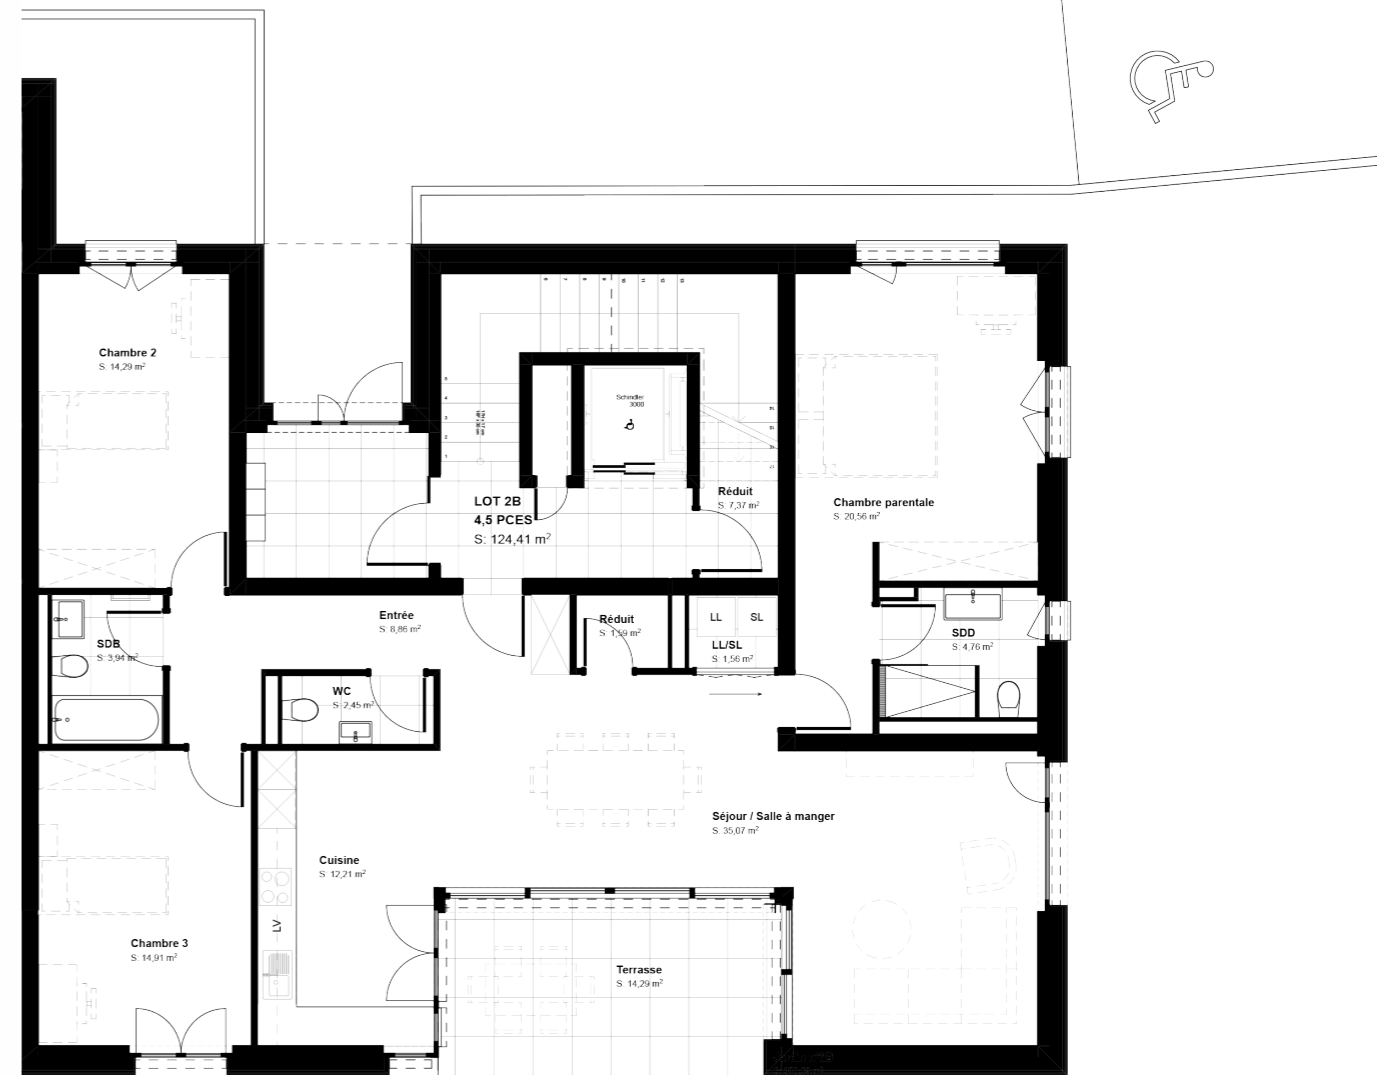 Chambre 2
S: 14,29 m²
Schindler
3000
LOT 2B
4,5 PCES
S: 124,41 m²
Réduit
S: 7,37 m²
Chambre parentale
S: 20,56 m²
Entrée
S: 8,86 m²
Réduit
S: 1,59 m²
LL
SL
LL/SL
S: 1,56 m²
SDD
S: 4,76 m²
SDB
S: 3,94 m²
WC
S: 2,45 m²
Séjour / Salle à manger
S: 35,07 m²
Cuisine
S: 12,21 m²
LV
Chambre 3
S: 14,91 m²
Terrasse
S: 14,29 m²